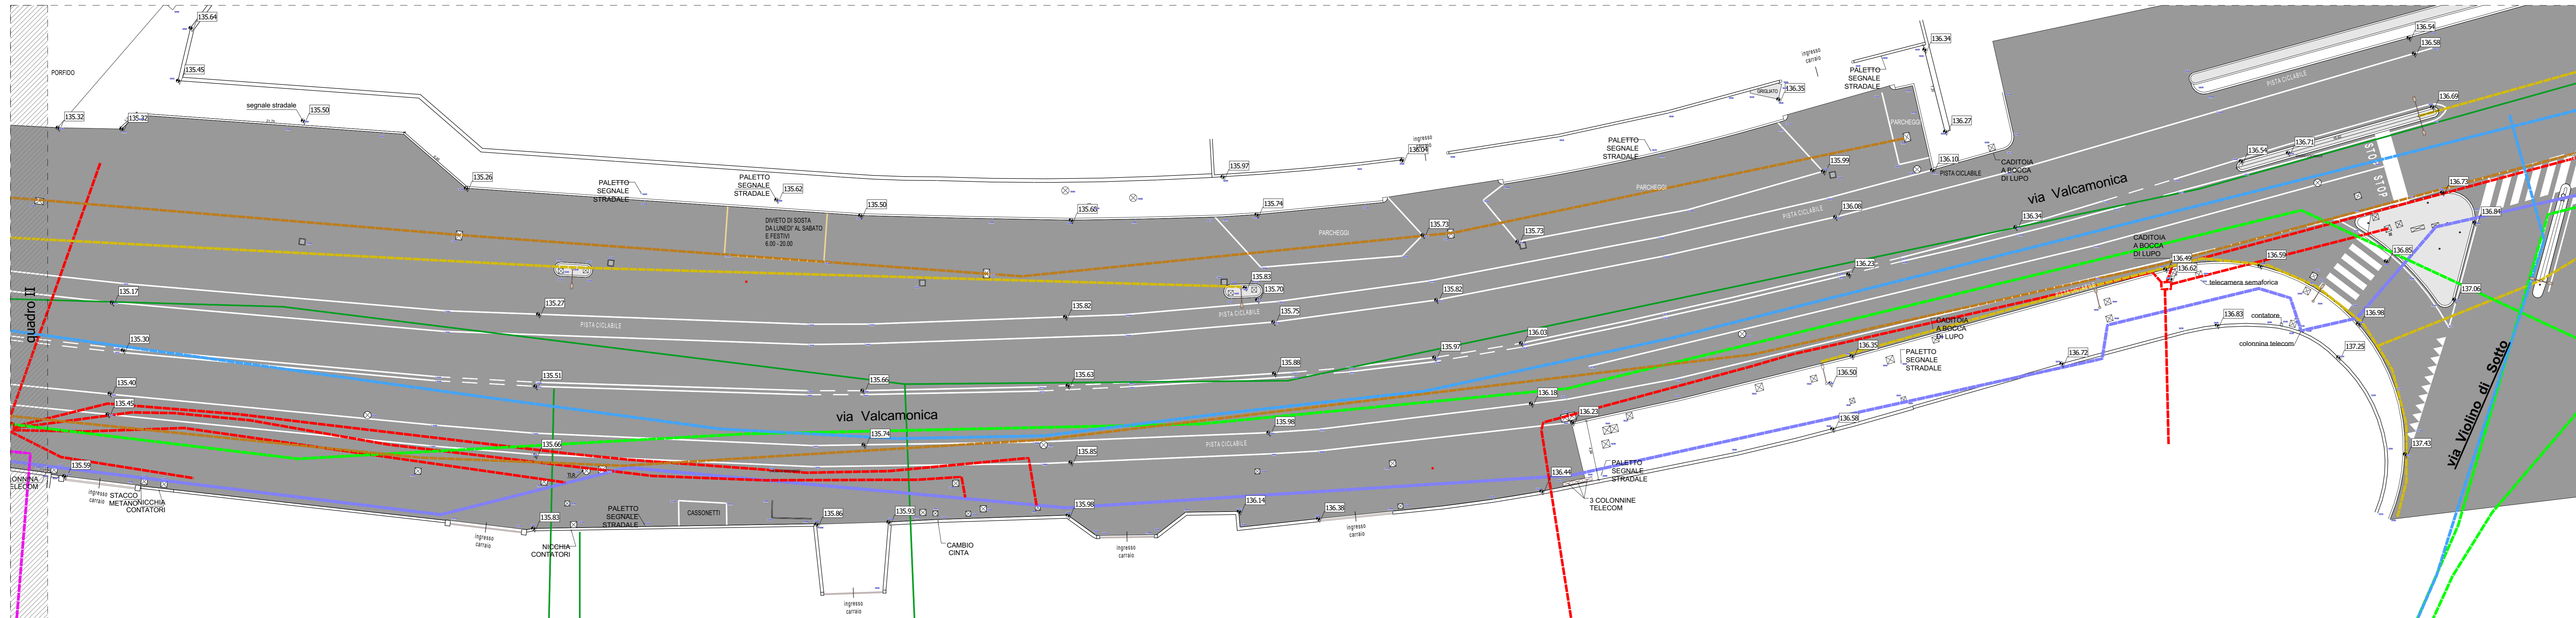 135.64
135.45
PORFIDO
135.32
135.32
segnale stradale
135.50
135.26
PALETTO
SEGNALE
STRADALE
PALETTO
SEGNALE
STRADALE
135.62
DIVIETO DI SOSTA
DA LUNEDI' AL SABATO
E FESTIVI
6.00 - 20.00
135.50
135.60
135.97
135.74
136.04
ingresso
carraio
PARCHEGGI
135.73
135.73
PALETTO
SEGNALE
STRADALE
PARCHEGGI
GRIGLIATO
136.35
ingresso
carraio
PALETTO
SEGNALE
STRADALE
136.34
136.27
PARCHEGGI
135.99
136.10
PISTA CICLABILE
CADITOIA
A BOCCA
DI LUPO
136.08
PISTA CICLABILE
136.34
via Valcamonica
PISTA CICLABILE
136.54
136.58
136.69
136.71
136.54
STOP STOP
136.73
136.84
136.85
137.06
quadro II
135.17
135.27
PISTA CICLABILE
135.82
PISTA CICLABILE
135.83
135.70
135.75
135.82
136.23
136.03
CADITOIA
A BOCCA
DI LUPO
136.49
136.62
136.59
telecamera semaforica
136.83
contatore
colonnina telecom
136.98
137.25
135.30
135.51
135.66
135.63
135.88
135.97
CADITOIA
A BOCCA
DI LUPO
136.35
136.50
PALETTO
SEGNALE
STRADALE
136.72
135.40
135.45
135.66
via Valcamonica
135.74
135.85
135.98
PISTA CICLABILE
136.18
136.23
136.58
137.43
via Violino di Sotto
135.59
ingresso
carraio
STACCO
METANO
NICCHIA
CONTATORI
135.83
ingresso
carraio
NICCHIA
CONTATORI
PALETTO
SEGNALE
STRADALE
CASSONETTI
135.86
135.93
ingresso
carraio
CAMBIO
CINTA
135.98
ingresso
carraio
136.14
136.38
ingresso
carraio
136.44
PALETTO
SEGNALE
STRADALE
3 COLONNINE
TELECOM